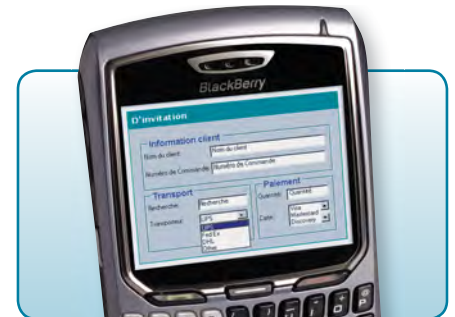 BlackBerry
D'invitation
Information client
Nom du client Nom du client
Numéro de Commande Numéro de Commande
Transport
Recherche Recherche
Transporteur UPS
UPS
FedEx
DHL
Other
Paiement
Quantité Quantité
Carte Visa
Mastercard
Discovery